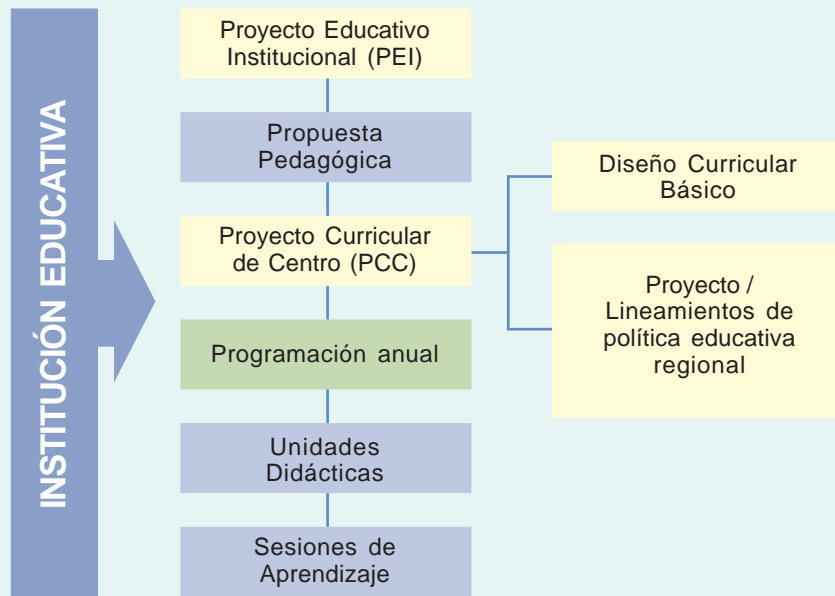 INSTITUCIÓN EDUCATIVA
Proyecto Educativo
Institucional (PEI)
Propuesta
Pedagógica
Proyecto Curricular
de Centro (PCC)
Programación anual
Unidades
Didácticas
Sesiones de
Aprendizaje
Diseño Curricular
Básico
Proyecto /
Lineamientos de
política educativa
regional